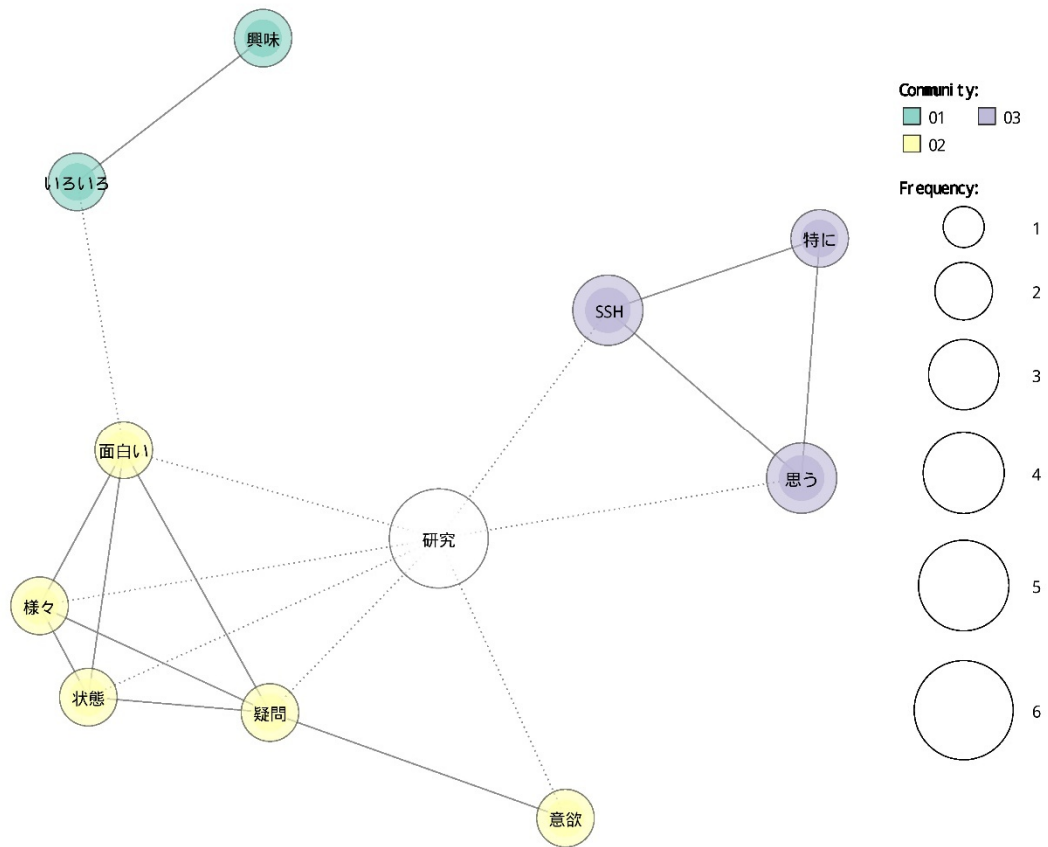 興味
いろいろ
Community:
01 03
02
Frequency:
1
2
3
4
5
6
特に
SSH
思う
面白い
研究
様々
状態
疑問
意欲